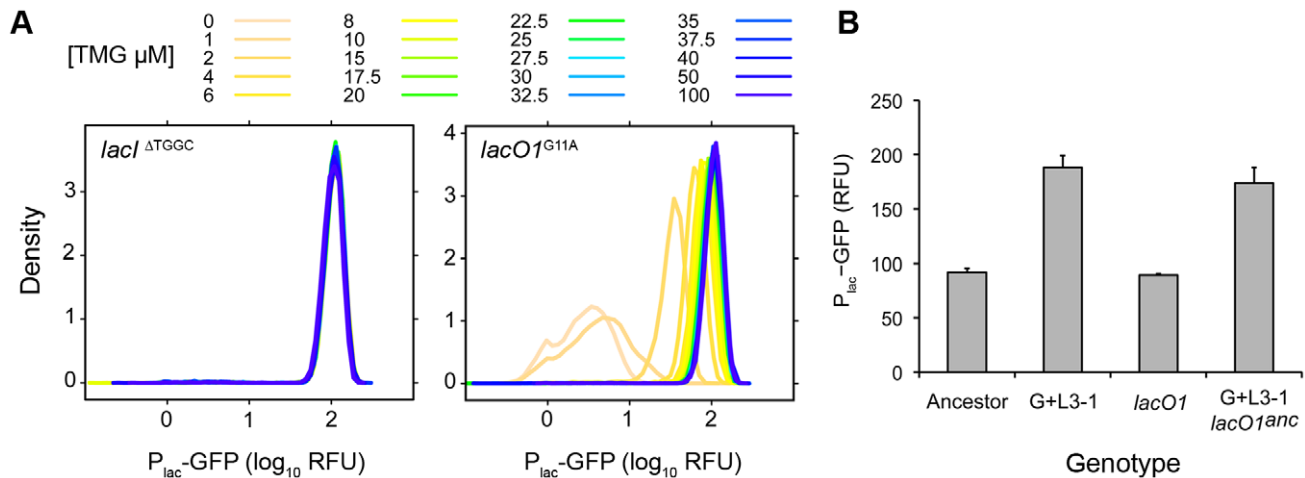 A
[TMG µM]
0 8 22.5 35
1 10 25 37.5
2 15 27.5 40
4 17.5 30 50
6 20 32.5 100
lacI ΔTGGC
lacO1 G11A
Density
3
2
1
0
4
3
2
1
0
0 1 2
0 1 2
Plac-GFP (log10 RFU)
Plac-GFP (log10 RFU)
B
Plac–GFP (RFU)
250
200
150
100
50
0
Ancestor G+L3-1 lacO1 G+L3-1
lacO1anc
Genotype